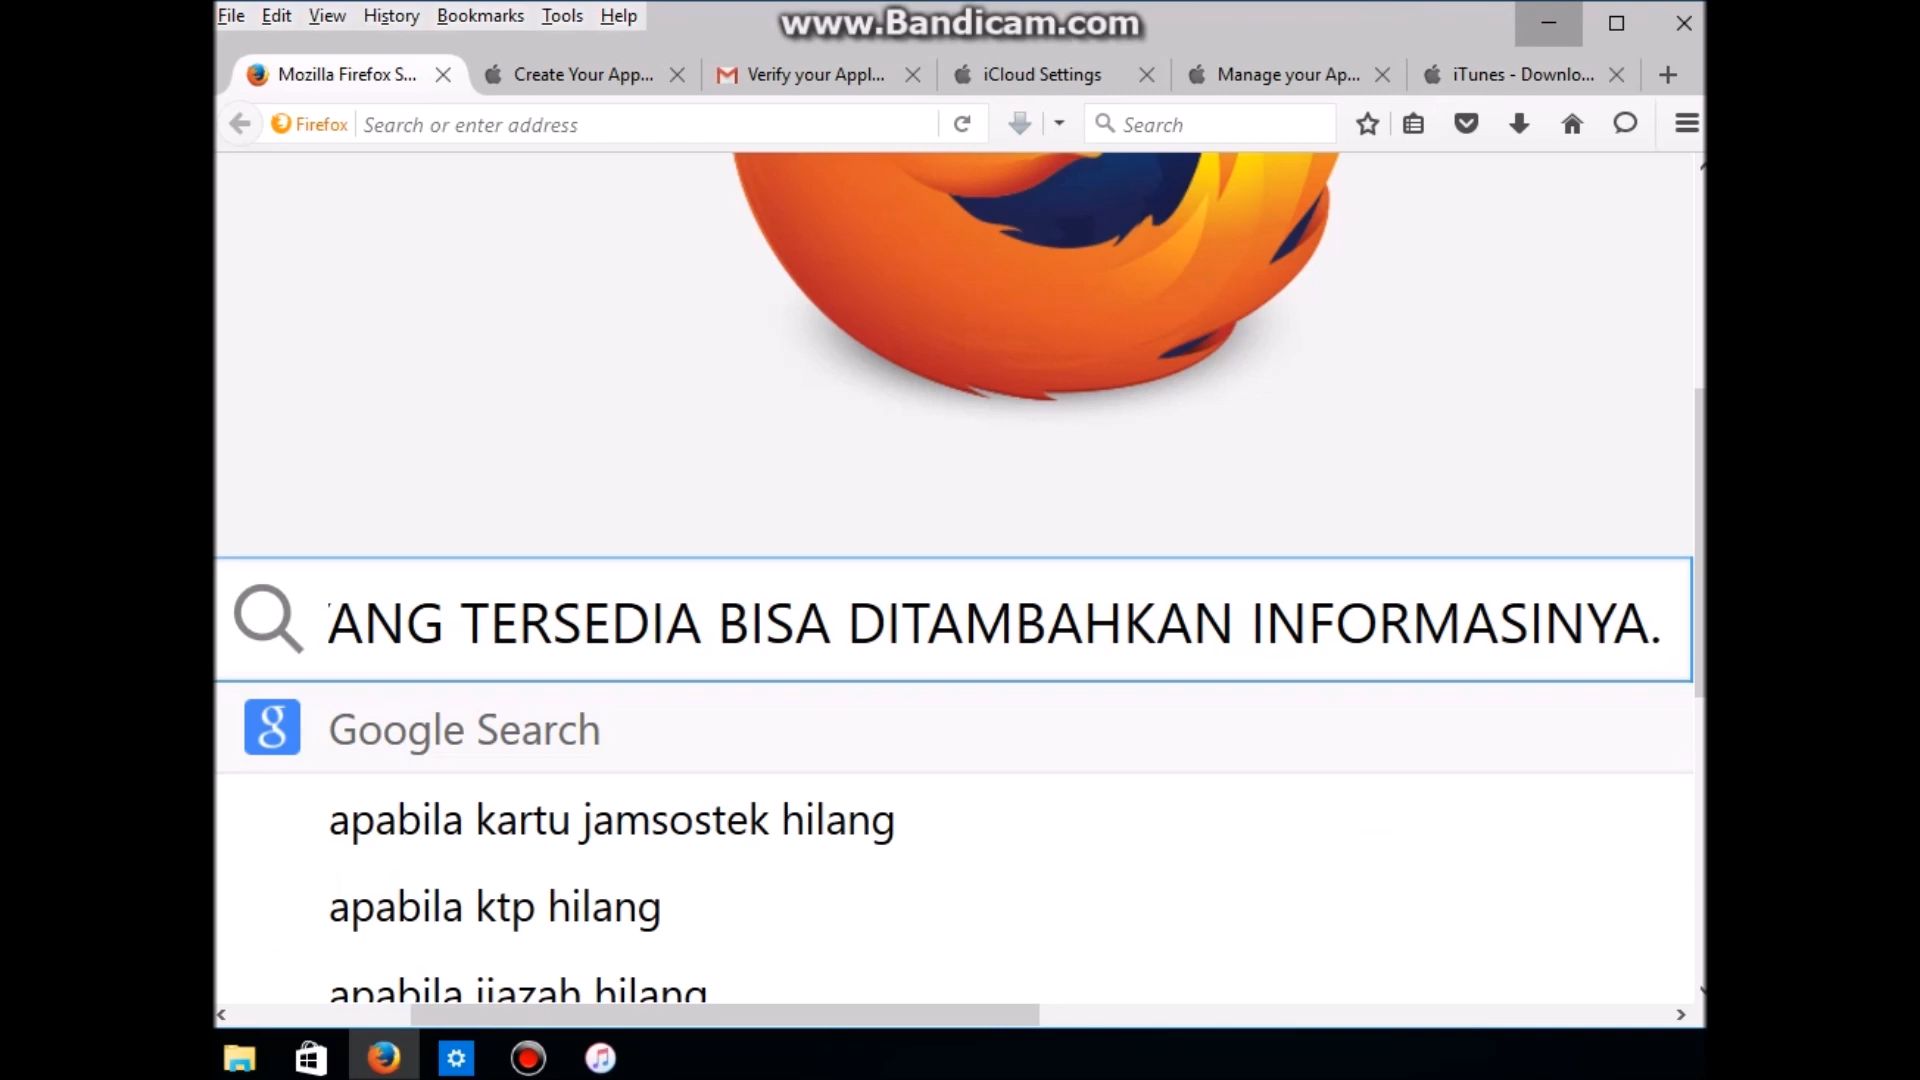 File Edit View History Bookmarks Tools Help
www.Bandicam.com
Mozilla Firefox S... Create Your App... Verify your Appl... iCloud Settings Manage your Ap... iTunes - Downlo...
Firefox Search or enter address Search
YANG TERSEDIA BISA DITAMBAHKAN INFORMASINYA.
g Google Search
apabila kartu jamsostek hilang
apabila ktp hilang
apabila ijazah hilang